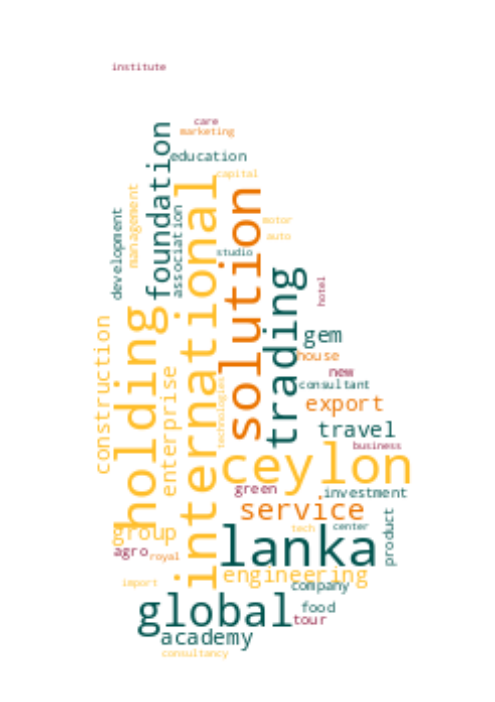 institute
care
marketing
education
capital
foundation
management
development
association
international
solution
motor
auto
studio
trading
hotel
holding
construction
gem
house
new
consultant
enterprise
technologies
export
travel
business
ceylon
green
investment
service
product
group
tech
center
lanka
agro
royal
engineering
import
company
global
food
tour
academy
consultancy